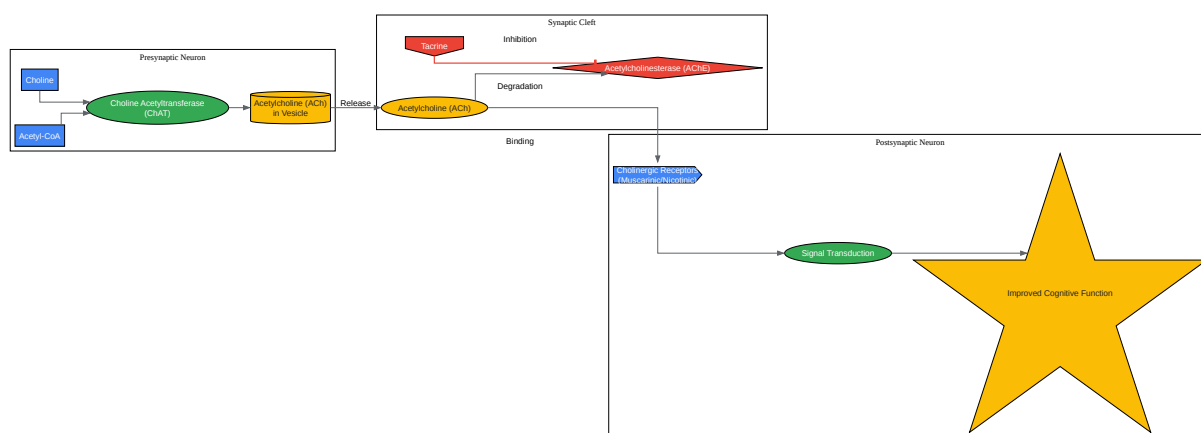 Presynaptic Neuron
Choline
Acetyl-CoA
Choline Acetyltransferase
(ChAT)
Acetylcholine (ACh)
in Vesicle
Release
Synaptic Cleft
Tacrine
Inhibition
Acetylcholinesterase (AChE)
Degradation
Acetylcholine (ACh)
Binding
Postsynaptic Neuron
Cholinergic Receptors
(Muscarinic/Nicotinic)
Signal Transduction
Improved Cognitive Function